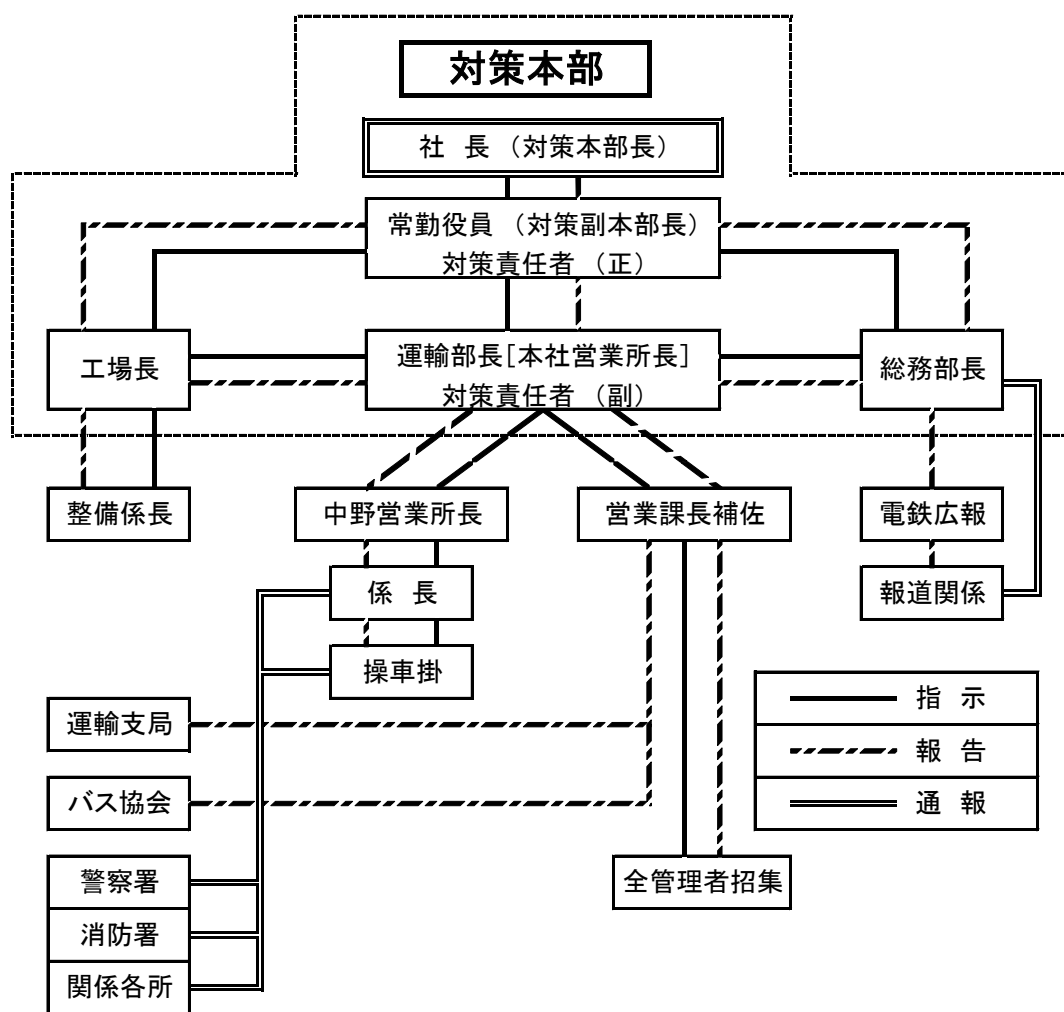 対策本部
社 長 （対策本部長）
常勤役員 （対策副本部長）
対策責任者 （正）
工場長
運輸部長[本社営業所長]
対策責任者 （副）
総務部長
整備係長
中野営業所長
営業課長補佐
電鉄広報
係 長
報道関係
操車掛
運輸支局
バス協会
警察署
消防署
関係各所
全管理者招集
指 示
報 告
通 報